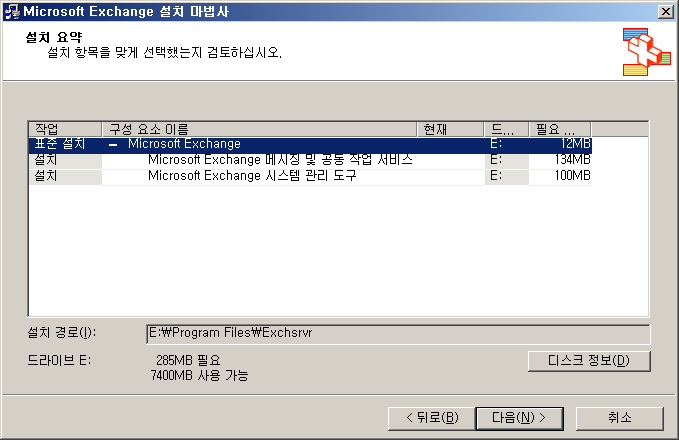 Microsoft Exchange 설치 마법사
설치 요약
설치 항목을 맞게 선택했는지 검토하십시오.
작업 구성 요소 이름 현재 드... 필요 ...
표준 설치 － Microsoft Exchange E: 12MB
설치 Microsoft Exchange 메시징 및 공동 작업 서비스 E: 134MB
설치 Microsoft Exchange 시스템 관리 도구 E: 100MB
설치 경로(I): E:₩Program Files₩Exchsrvr
드라이브 E: 285MB 필요 디스크 정보(D)
7400MB 사용 가능
< 뒤로(B) 다음(N) > 취소